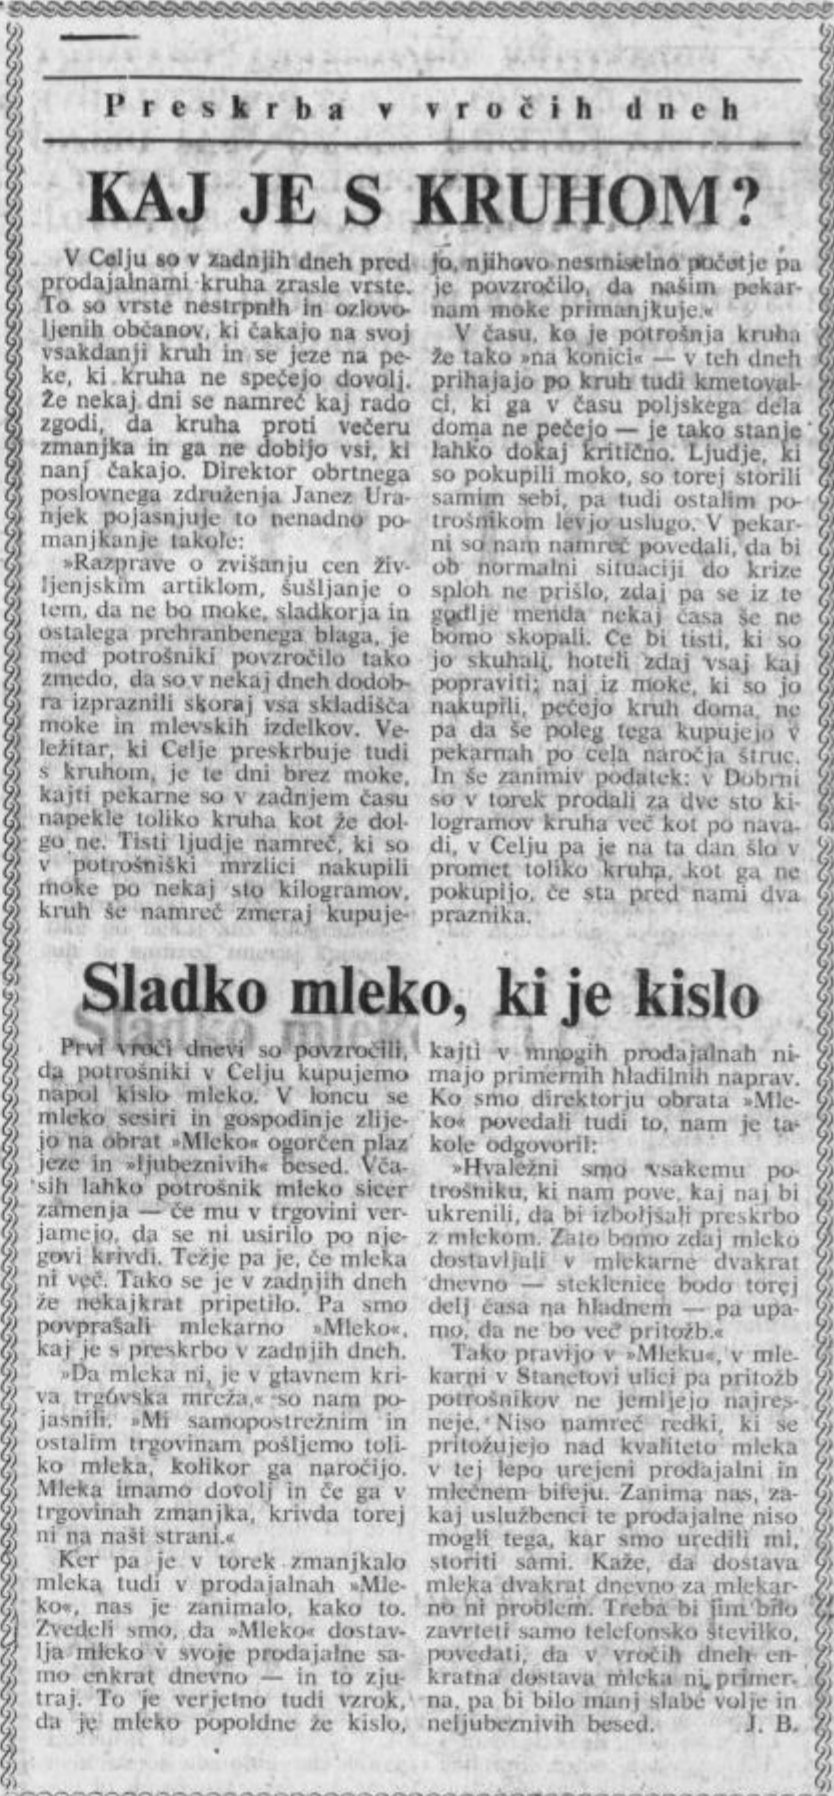 Preskrba v vročih dneh
KAJ JE S KRUHOM?
V Celju so v zadnjih dneh pred
prodajalnami kruha zrasle vrste.
To so vrste nestrpnih in ozlovo-
ljenih občanov, ki čakajo na svoj
vsakdanji kruh in se jeze na pe-
ke, ki kruha ne spečejo dovolj.
Že nekaj dni se namreč kaj rado
zgodi, da kruha proti večeru
zmanjka in ga ne dobijo vsi, ki
nanj čakajo. Direktor obrtnega
poslovnega združenja Janez Ura-
njek pojasnjuje to nenadno po-
manjkanje takole:
»Razprave o zvišanju cen živ-
ljenjskim artiklom, šušljanje o
tem, da ne bo moke, sladkorja in
ostalega prehranbenega blaga, je
med potrošniki povzročilo tako
zmedo, da so v nekaj dneh dodob-
ra izpraznili skoraj vsa skladišča
moke in mlevskih izdelkov. Ve-
ležitar, ki Celje preskrbuje tudi
s kruhom, je te dni brez moke,
kajti pekarne so v zadnjem času
napekle toliko kruha kot že dol-
go ne. Tisti ljudje namreč, ki so
v potrošniški mrzlici nakupili
moke po nekaj sto kilogramov,
kruh še namreč zmeraj kupuje-
jo, njihovo nesmiselno početje pa
je povzročilo, da našim pekar-
nam moke primanjkuje.«
V času, ko je potrošnja kruha
že tako »na konici« — v teh dneh
prihajajo po kruh tudi kmetoval-
ci, ki ga v času poljskega dela
doma ne pečejo — je tako stanje
lahko dokaj kritično. Ljudje, ki
so pokupili moko, so torej storili
samim sebi, pa tudi ostalim po-
trošnikom levjo uslugo. V pekar-
ni so nam namreč povedali, da bi
ob normalni situaciji do krize
sploh ne prišlo, zdaj pa se iz te
godlje menda nekaj časa še ne
bomo skopali. Če bi tisti, ki so
jo skuhali, hoteli zdaj vsaj kaj
popraviti; naj iz moke, ki so jo
nakupili, pečejo kruh doma, ne
pa da še poleg tega kupujejo v
pekarnah po cela naročja štruc.
In še zanimiv podatek: v Dobrni
so v torek prodali za dve sto ki-
logramov kruha več kot po nava-
di, v Celju pa je na ta dan šlo v
promet toliko kruha, kot ga ne
pokupijo, če sta pred nami dva
praznika.
Sladko mleko, ki je kislo
Prvi vroči dnevi so povzročili,
da potrošniki v Celju kupujemo
napol kislo mleko. V loncu se
mleko sesiri in gospodinje zlije-
jo na obrat »Mleko« ogorčen plaz
jeze in »ljubeznivih« besed. Vča-
sih lahko potrošnik mleko sicer
zamenja — če mu v trgovini ver-
jamejo, da se ni usirilo po nje-
govi krivdi. Težje pa je, če mleka
ni več. Tako se je v zadnjih dneh
že nekajkrat pripetilo. Pa smo
povprašali mlekarno »Mleko«,
kaj je s preskrbo v zadnjih dneh.
»Da mleka ni, je v glavnem kri-
va trgovska mreža,« so nam po-
jasnili. »Mi samopostrežnim in
ostalim trgovinam pošljemo toli-
ko mleka, kolikor ga naročijo.
Mleka imamo dovolj in če ga v
trgovinah zmanjka, krivda torej
ni na naši strani.«
Ker pa je v torek zmanjkalo
mleka tudi v prodajalnah »Mle-
ko«, nas je zanimalo, kako to.
Zvedeli smo, da »Mleko« dostav-
lja mleko v svoje prodajalne sa-
mo enkrat dnevno — in to zju-
traj. To je verjetno tudi vzrok,
da je mleko popoldne že kislo,
kajti v mnogih prodajalnah ni-
majo primernih hladilnih naprav.
Ko smo direktorju obrata »Mle-
ko« povedali tudi to, nam je ta-
kole odgovoril:
»Hvaležni smo vsakemu po-
trošniku, ki nam pove, kaj naj bi
ukrenili, da bi izboljšali preskrbo
z mlekom. Zato bomo zdaj mleko
dostavljali v mlekarne dvakrat
dnevno — steklenice bodo torej
delj časa na hladnem — pa upa-
mo, da ne bo več pritožb.«
Tako pravijo v »Mleku«, v mle-
karni v Stanetovi ulici pa pritožb
potrošnikov ne jemljejo najres-
neje. Niso namreč redki, ki se
pritožujejo nad kvaliteto mleka
v tej lepo urejeni prodajalni in
mlečnem bifeju. Zanima nas, za-
kaj uslužbenci te prodajalne niso
mogli tega, kar smo uredili mi,
storiti sami. Kaže, da dostava
mleka dvakrat dnevno za mlekar-
no ni problem. Treba bi jim bilo
zavrteti samo telefonsko številko,
povedati, da v vročih dneh en-
kratna dostava mleka ni primer-
na, pa bi bilo manj slabe volje in
neljubeznivih besed. J. B.